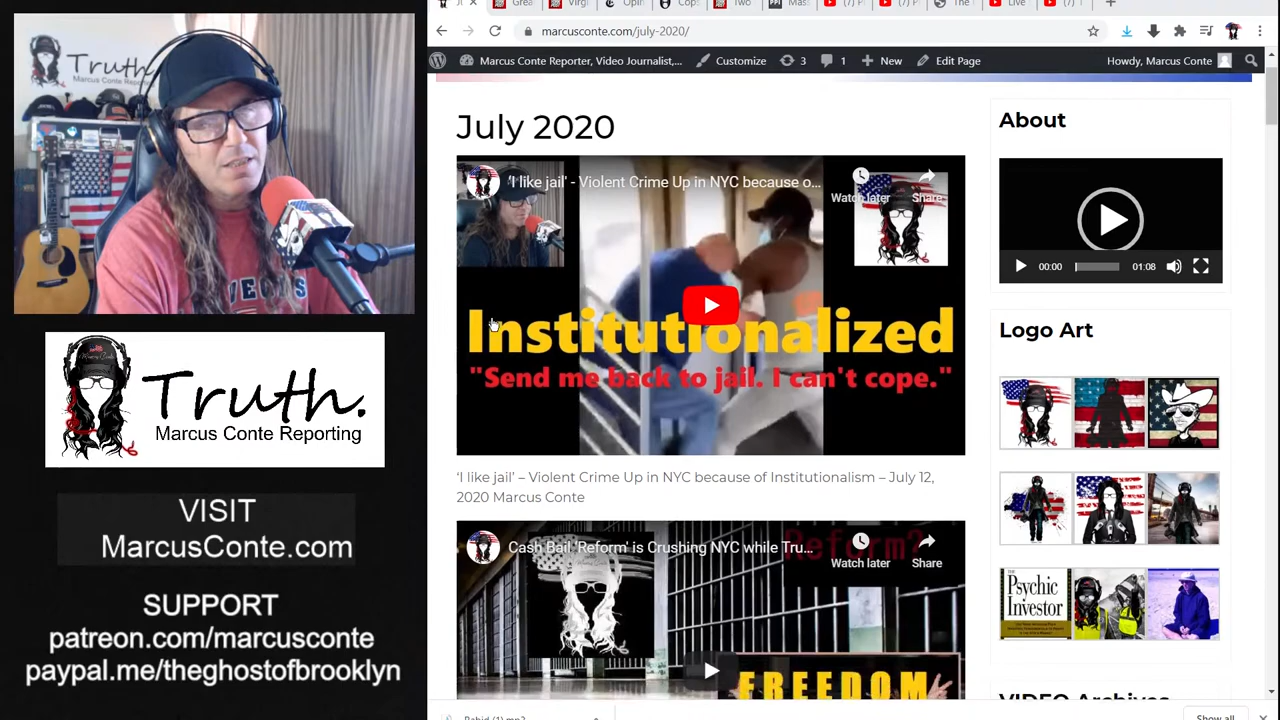 Truth.
Marcus Conte Reporting
VISIT
MarcusConte.com
SUPPORT
patreon.com/marcusconte
paypal.me/theghostofbrooklyn
marcusconte.com/july-2020/
Marcus Conte Reporter, Video Journalist,...
Customize
3
1
New
Edit Page
Howdy, Marcus Conte
July 2020
'I like jail' - Violent Crime Up in NYC because o...
Watch later
Share
Institutionalized
"Send me back to jail. I can't cope."
‘I like jail’ – Violent Crime Up in NYC because of Institutionalism – July 12,
2020 Marcus Conte
Cash Bail 'Reform' is Crushing NYC while Tru...
Watch later
Share
Reform?
FREEDOM
About
00:00
01:08
Logo Art
THE
Psychic
Investor
VIDEO Archives
Show all